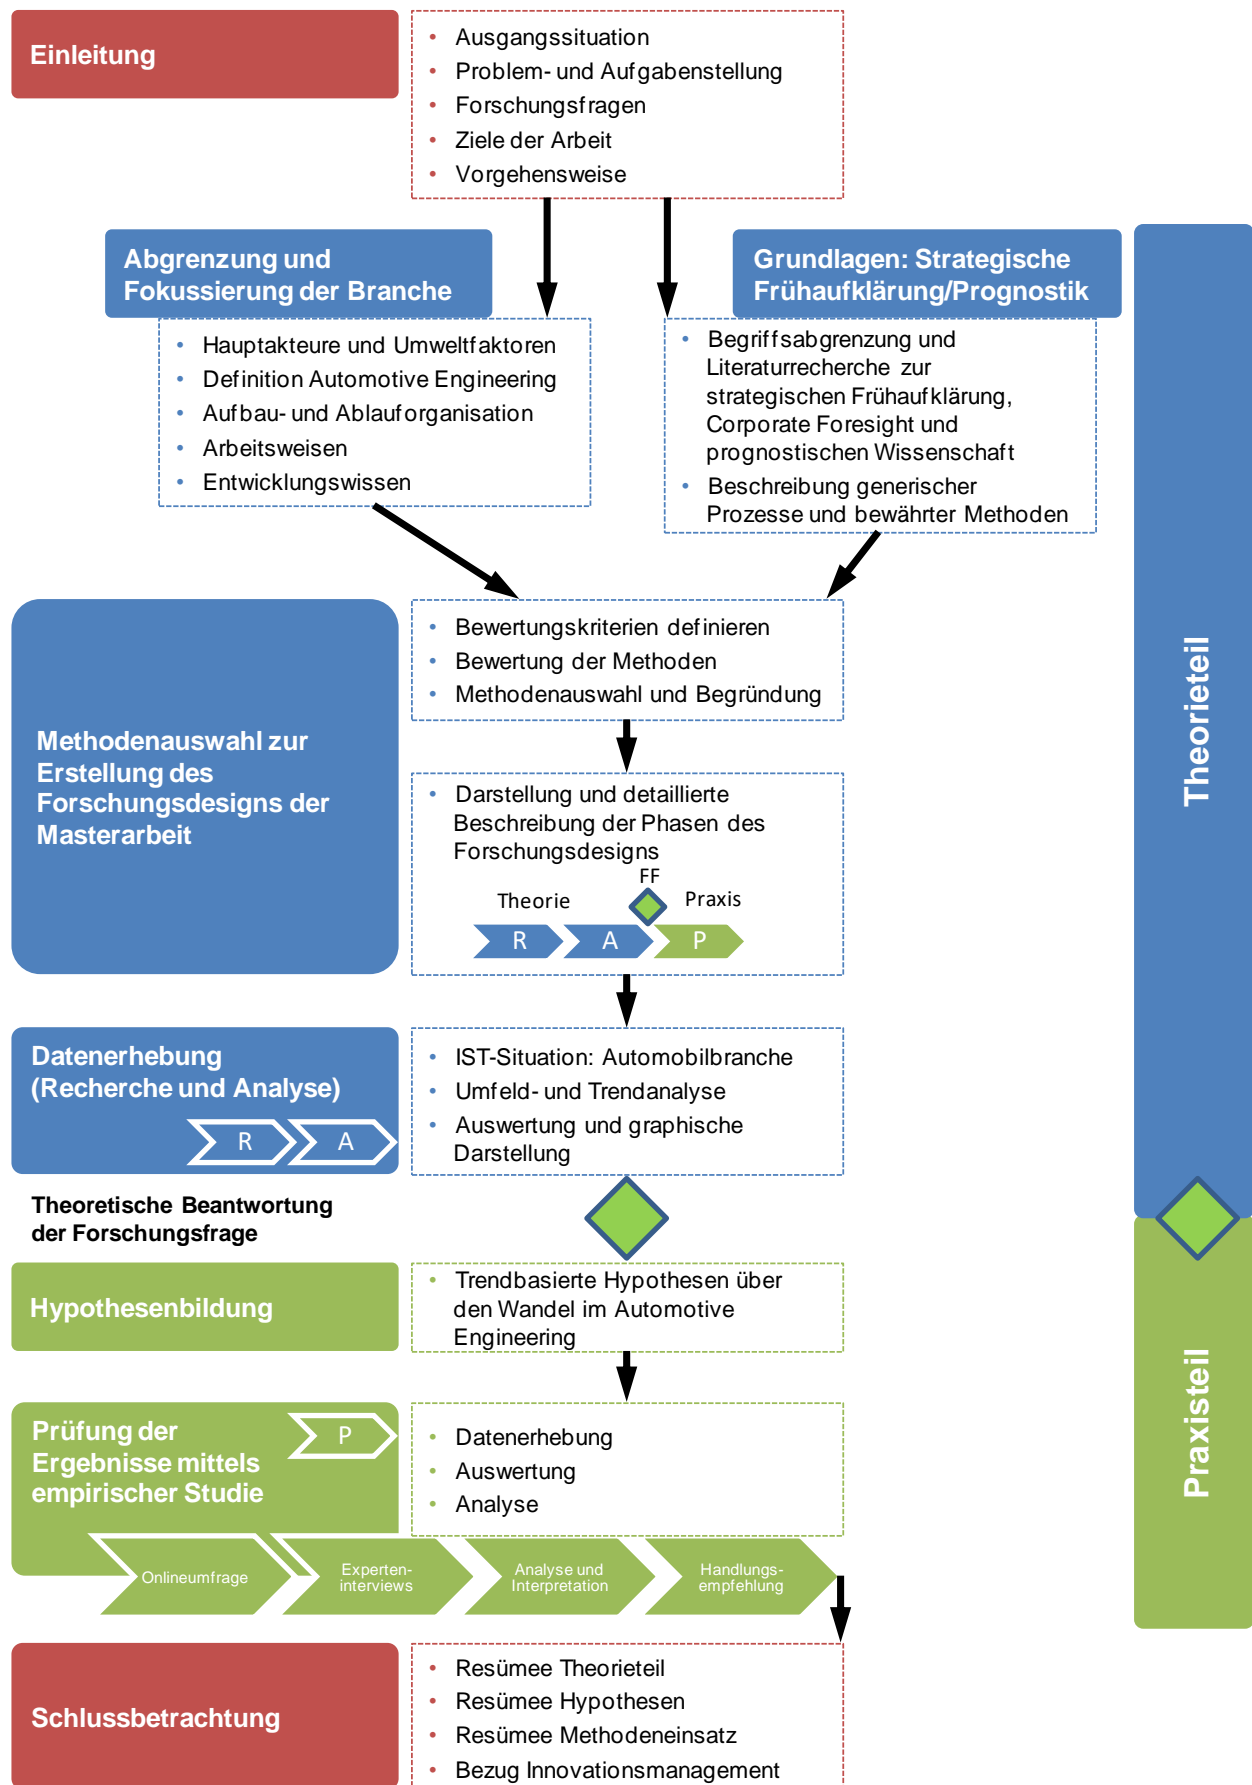 Einleitung
• Ausgangssituation
• Problem- und Aufgabenstellung
• Forschungsfragen
• Ziele der Arbeit
• Vorgehensweise
Abgrenzung und
Fokussierung der Branche
• Hauptakteure und Umweltfaktoren
• Definition Automotive Engineering
• Aufbau- und Ablauforganisation
• Arbeitsweisen
• Entwicklungswissen
Grundlagen: Strategische
Frühaufklärung/Prognostik
• Begriffsabgrenzung und
Literaturrecherche zur
strategischen Frühaufklärung,
Corporate Foresight und
prognostischen Wissenschaft
• Beschreibung generischer
Prozesse und bewährter Methoden
Theorieteil
Methodenauswahl zur
Erstellung des
Forschungsdesigns der
Masterarbeit
• Bewertungskriterien definieren
• Bewertung der Methoden
• Methodenauswahl und Begründung
• Darstellung und detaillierte
Beschreibung der Phasen des
Forschungsdesigns
FF
Theorie Praxis
R A P
Datenerhebung
(Recherche und Analyse)
R A
• IST-Situation: Automobilbranche
• Umfeld- und Trendanalyse
• Auswertung und graphische
Darstellung
Theoretische Beantwortung
der Forschungsfrage
Hypothesenbildung
• Trendbasierte Hypothesen über
den Wandel im Automotive
Engineering
Praxisteil
Prüfung der
Ergebnisse mittels
empirischer Studie
P
• Datenerhebung
• Auswertung
• Analyse
Onlineumfrage
Experten-
interviews
Analyse und
Interpretation
Handlungs-
empfehlung
Schlussbetrachtung
• Resümee Theorieteil
• Resümee Hypothesen
• Resümee Methodeneinsatz
• Bezug Innovationsmanagement